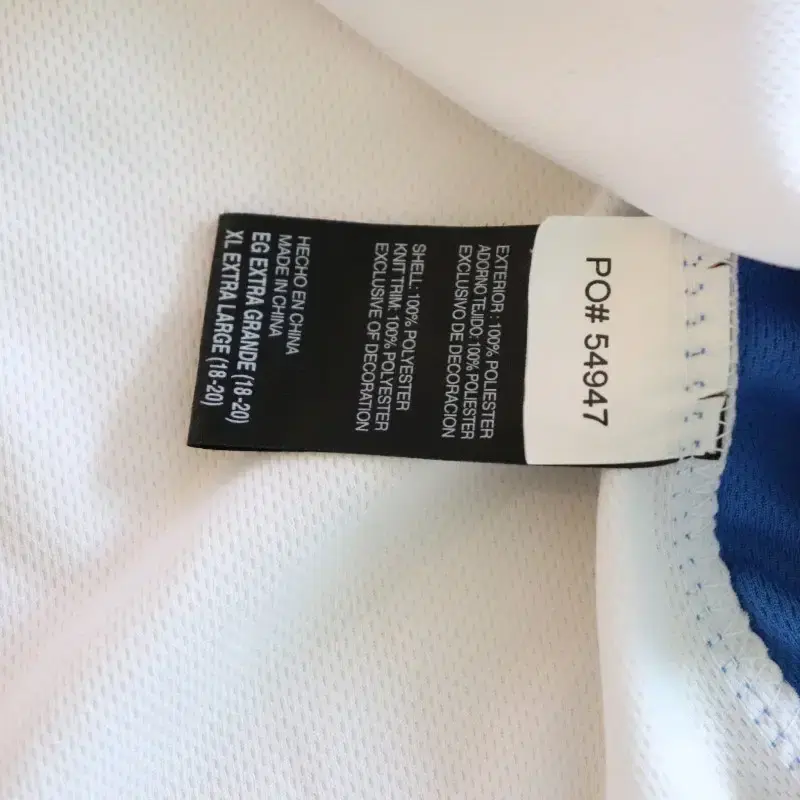 PO# 54947
EXTERIOR: 100% POLIESTER
ADORNO TEJIDO: 100% POLIESTER
EXCLUSIVO DE DECORACION
SHELL: 100% POLYESTER
KNIT TRIM: 100% POLYESTER
EXCLUSIVE OF DECORATION
HECHO EN CHINA
MADE IN CHINA
EG EXTRA GRANDE (18-20)
XL EXTRA LARGE (18-20)